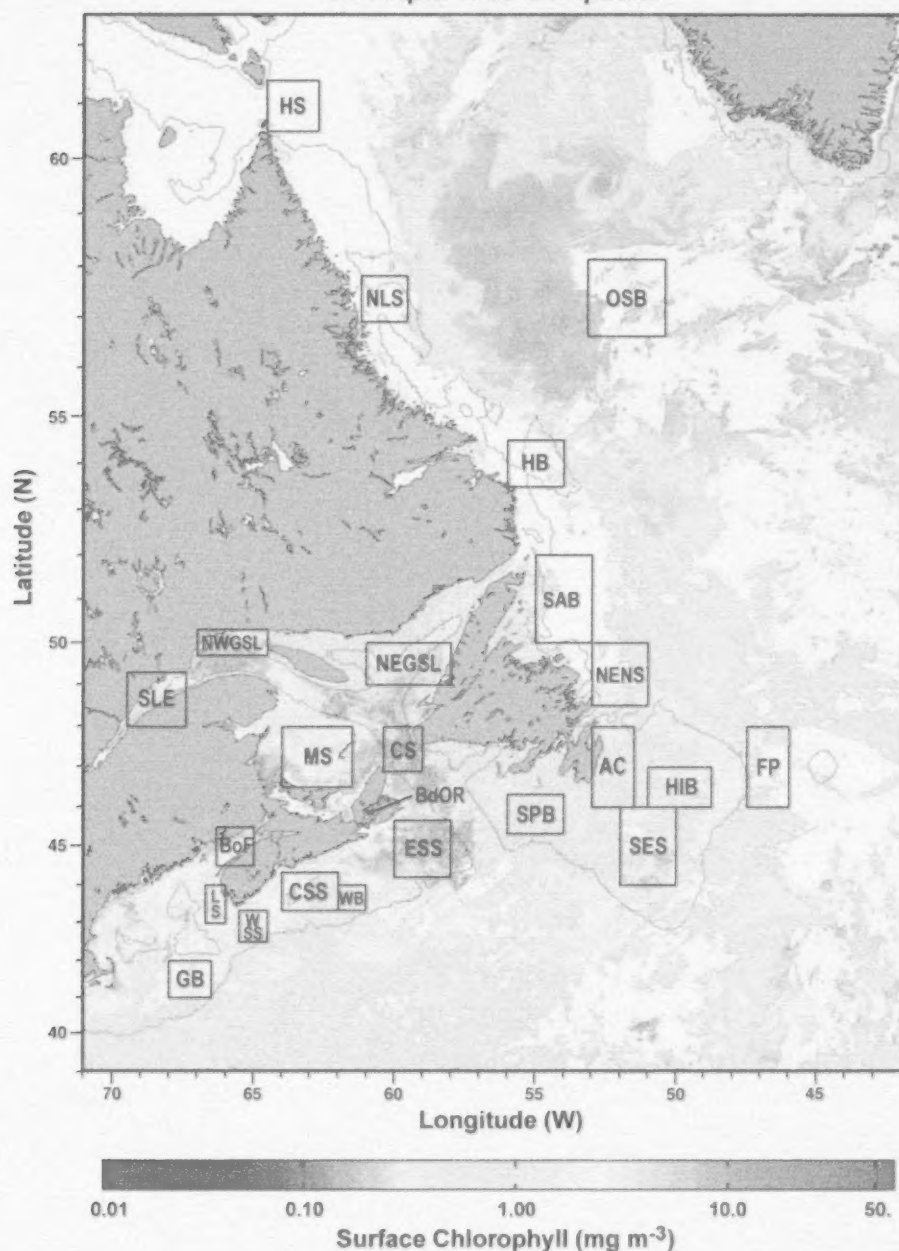 HS
60
NLS
OSB
55
HB
Latitude (N)
SAB
50
NWGSL
NEGSL
NENS
SLE
MS
CS
AC
FP
HIB
BdOR
SPB
BoF
45
ESS
SES
L
S
CSS
WB
W
SS
GB
40
70 65 60 55 50 45
Longitude (W)
0.01 0.10 1.00 10.0 50.
Surface Chlorophyll (mg m-3)